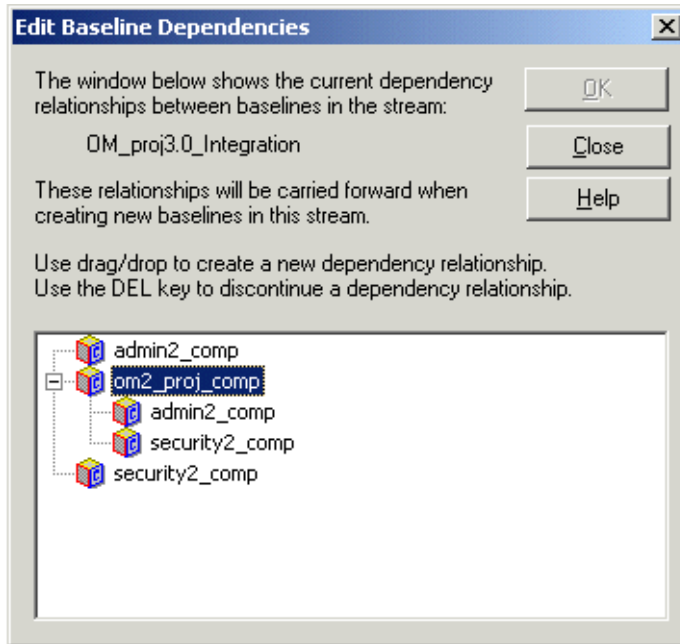 Edit Baseline Dependencies
The window below shows the current dependency
relationships between baselines in the stream:
OK
OM_proj3.0_Integration
Close
These relationships will be carried forward when
creating new baselines in this stream.
Help
Use drag/drop to create a new dependency relationship.
Use the DEL key to discontinue a dependency relationship.
admin2_comp
om2_proj_comp
admin2_comp
security2_comp
security2_comp